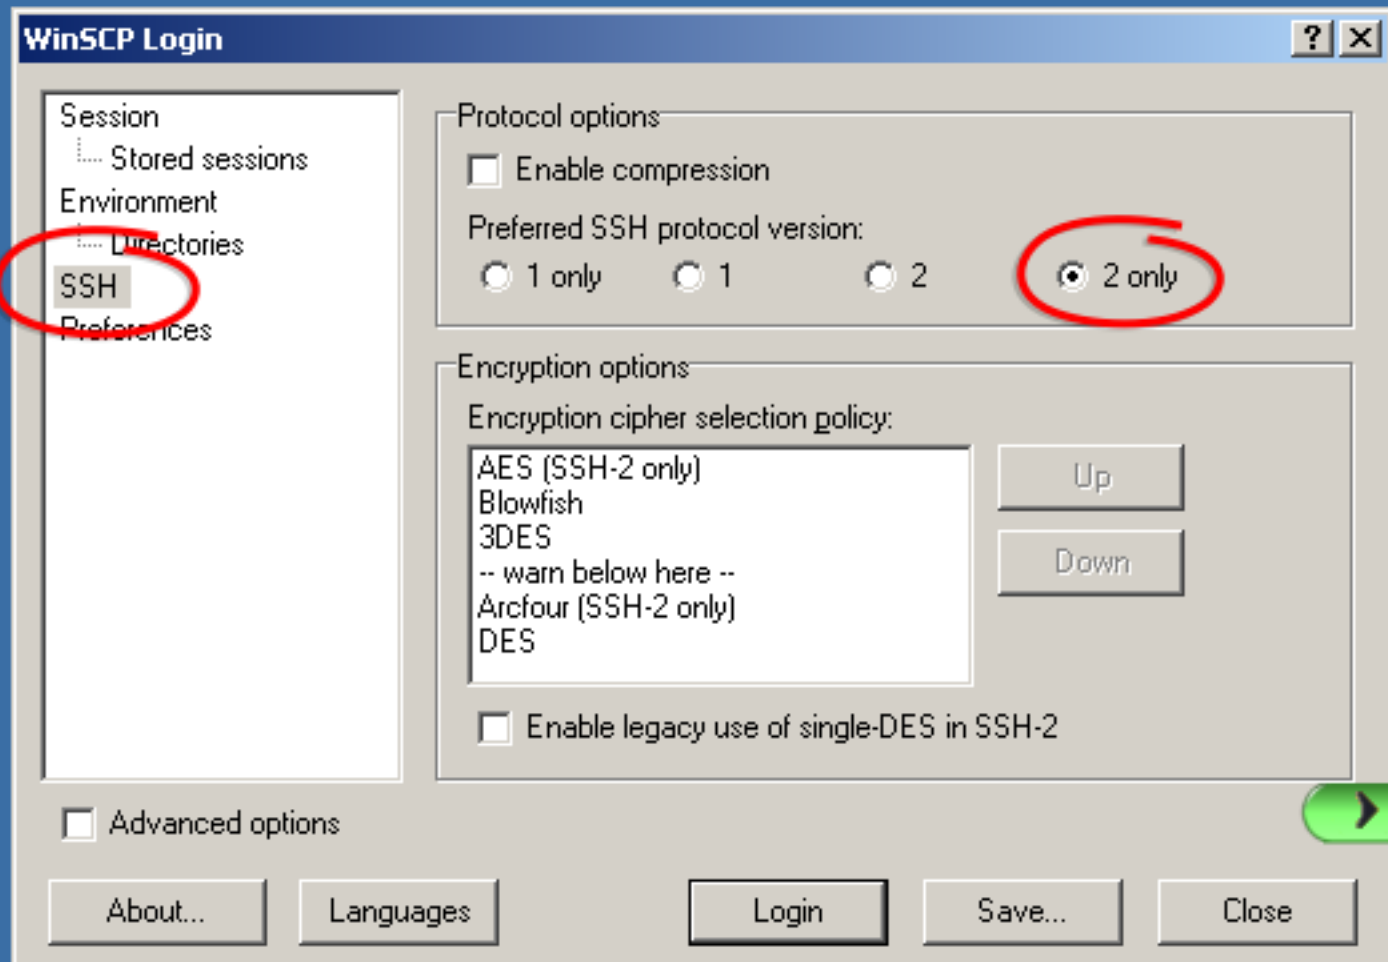 WinSCP Login
Session
Stored sessions
Environment
Directories
SSH
Preferences
Protocol options
Enable compression
Preferred SSH protocol version:
1 only 1 2 2 only
Encryption options
Encryption cipher selection policy:
AES (SSH-2 only)
Blowfish
3DES
-- warn below here --
Arcfour (SSH-2 only)
DES
Up
Down
Enable legacy use of single-DES in SSH-2
Advanced options
About... Languages Login Save... Close